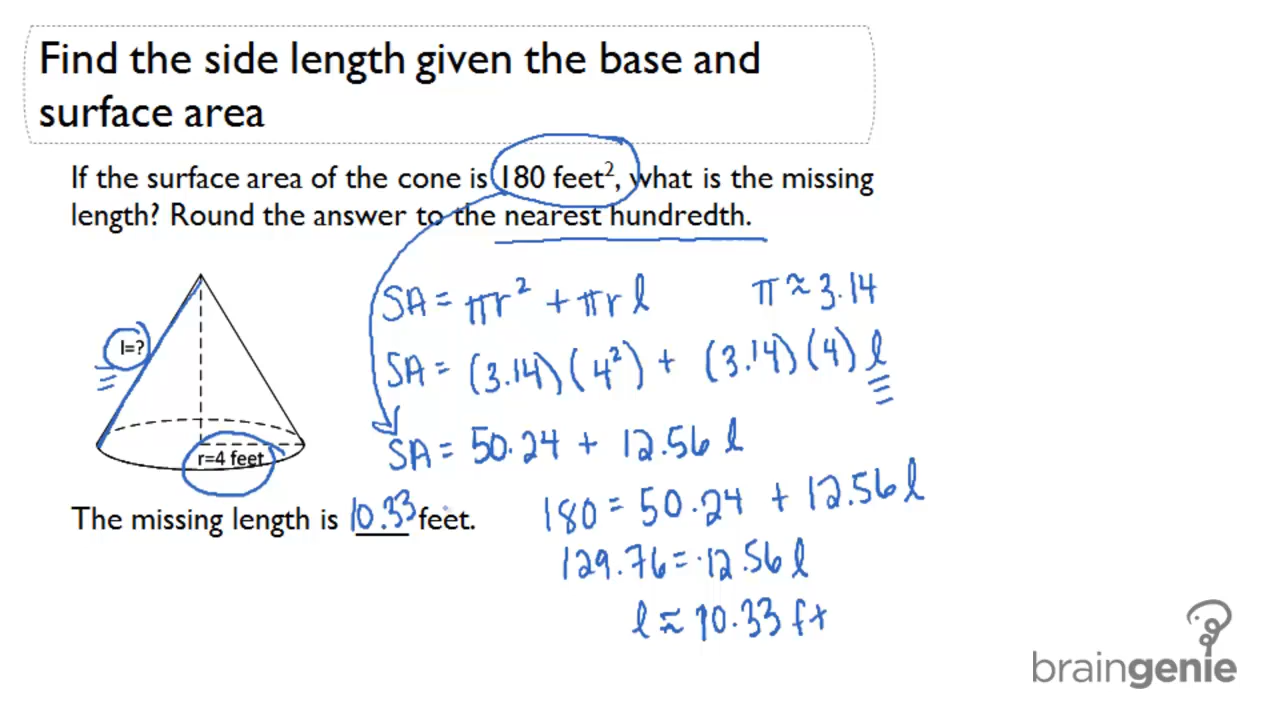 Find the side length given the base and
surface area
If the surface area of the cone is 180 feet², what is the missing
length? Round the answer to the nearest hundredth.
SA = πr² + πrl
π ≈ 3.14
l=?
SA = (3.14)(4²) + (3.14)(4)l
SA = 50.24 + 12.56l
r=4 feet
180 = 50.24 + 12.56l
The missing length is 10.33 feet.
129.76 = 12.56l
l ≈ 10.33 ft
braingenie